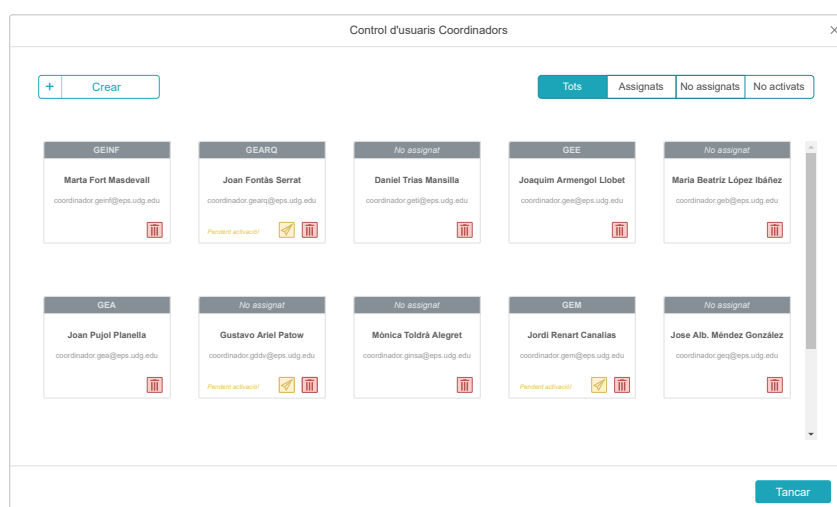 Control d'usuaris Coordinadors
+ Crear
Tots Assignats No assignats No activats
GEINF
Marta Fort Masdevall
coordinador.geinf@eps.udg.edu
GEARQ
Joan Fontàs Serrat
coordinador.gearq@eps.udg.edu
Pendent activació!
No assignat
Daniel Trias Mansilla
coordinador.geti@eps.udg.edu
GEE
Joaquim Armengol Llobet
coordinador.gee@eps.udg.edu
No assignat
Maria Beatríz López Ibáñez
coordinador.geb@eps.udg.edu
GEA
Joan Pujol Planella
coordinador.gea@eps.udg.edu
No assignat
Gustavo Ariel Patow
coordinador.gddv@eps.udg.edu
Pendent activació!
No assignat
Mònica Toldrà Alegret
coordinador.ginsa@eps.udg.edu
GEM
Jordi Renart Canalias
coordinador.gem@eps.udg.edu
Pendent activació!
No assignat
Jose Alb. Méndez González
coordinador.geq@eps.udg.edu
Tancar